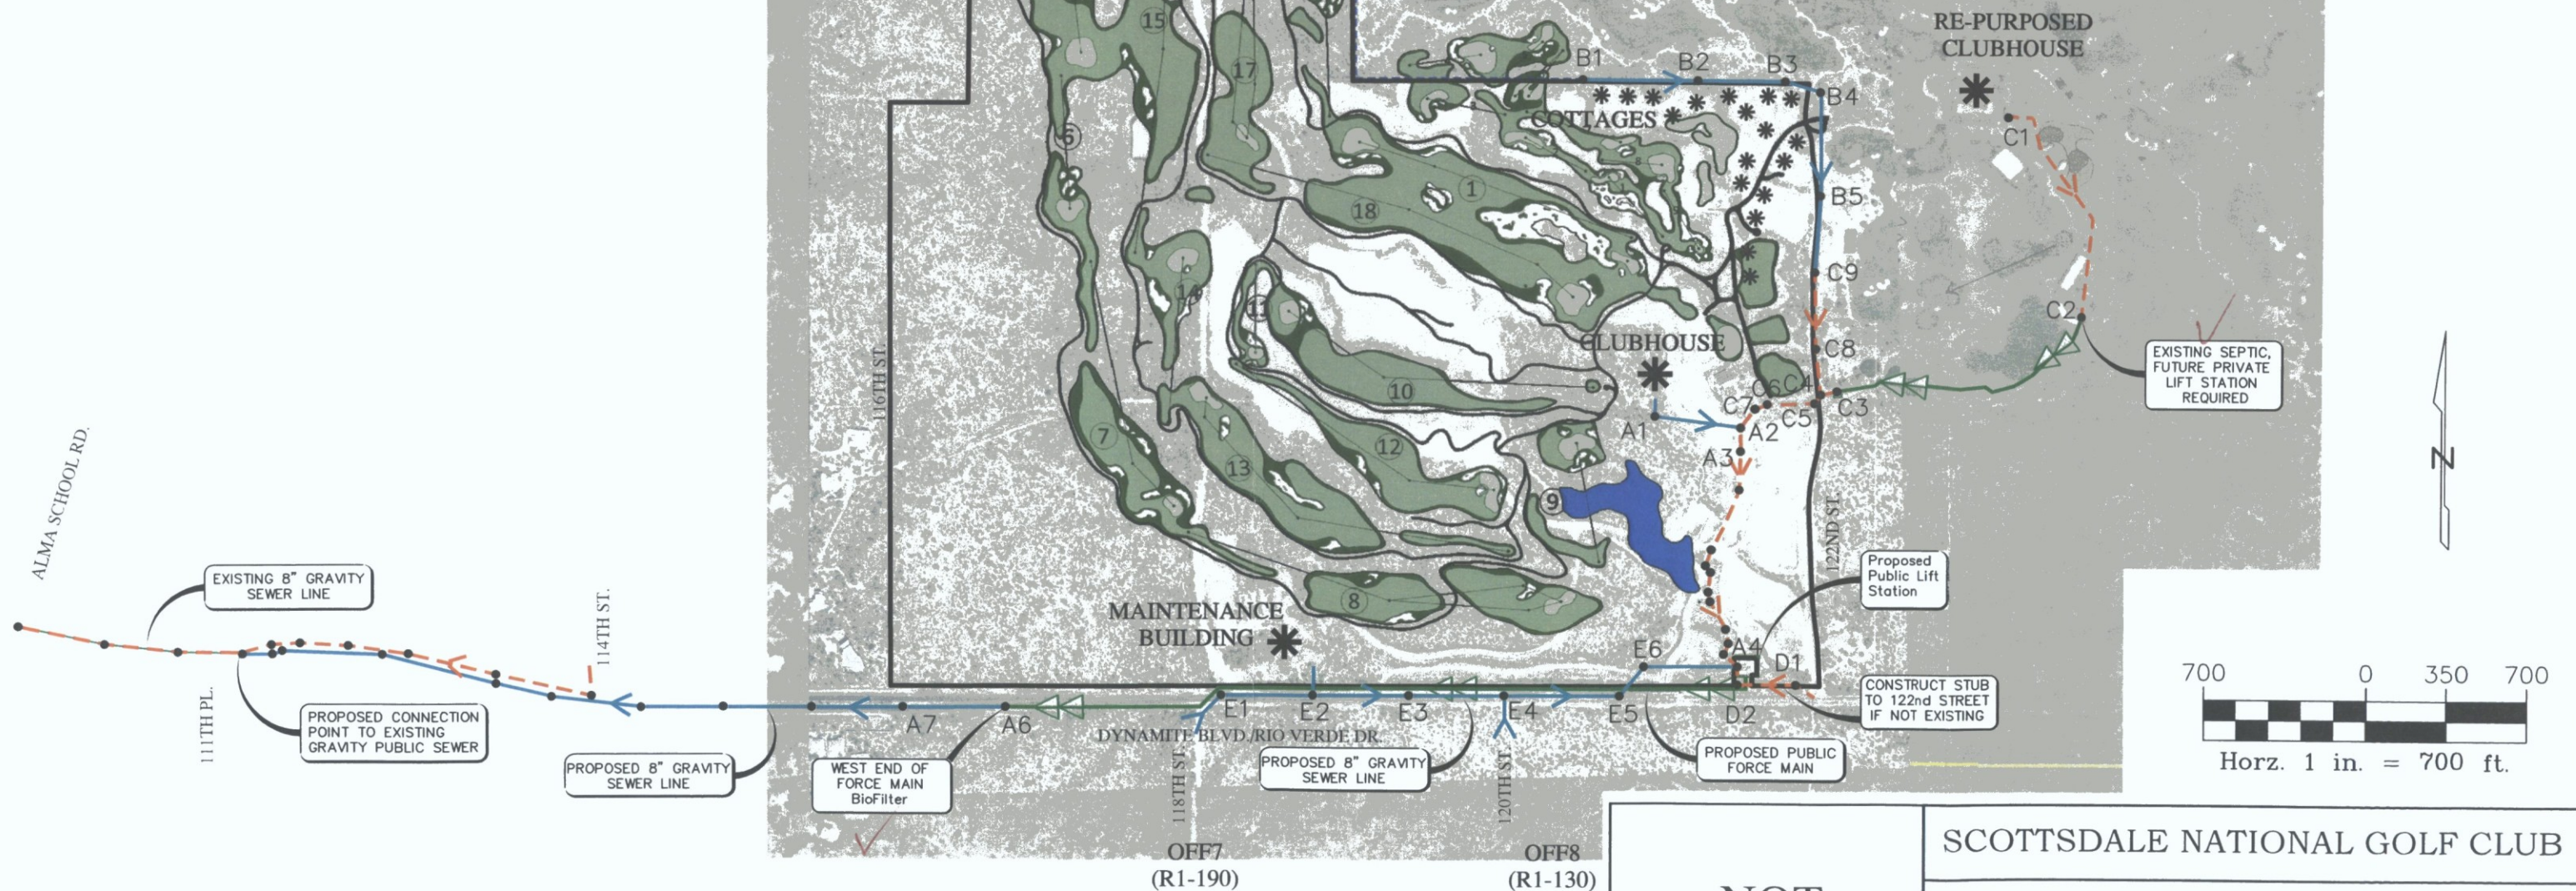 RE-PURPOSED
CLUBHOUSE
15
17
B1
B2
B3
B4
COTTAGES
C1
6
1
18
B5
14
11
C9
C2
EXISTING SEPTIC,
FUTURE PRIVATE
LIFT STATION
REQUIRED
CLUBHOUSE
C8
116TH ST.
10
C6
C4
C7
C5
C3
A1
A2
7
12
13
A3
9
N
ALMA SCHOOL RD.
122ND ST.
Proposed
Public Lift
Station
EXISTING 8" GRAVITY
SEWER LINE
8
MAINTENANCE
BUILDING
114TH ST.
E6
A4
D1
CONSTRUCT STUB
TO 122nd STREET
IF NOT EXISTING
700
0
350
700
Horz. 1 in. = 700 ft.
111TH PL.
PROPOSED CONNECTION
POINT TO EXISTING
GRAVITY PUBLIC SEWER
A7
A6
E1
E2
E3
E4
E5
D2
DYNAMITE BLVD./RIO VERDE DR.
PROPOSED 8" GRAVITY
SEWER LINE
WEST END OF
FORCE MAIN
BioFilter
118TH ST.
PROPOSED 8" GRAVITY
SEWER LINE
120TH ST.
PROPOSED PUBLIC
FORCE MAIN
OFF7
(R1-190)
OFF8
(R1-130)
SCOTTSDALE NATIONAL GOLF CLUB
NOT